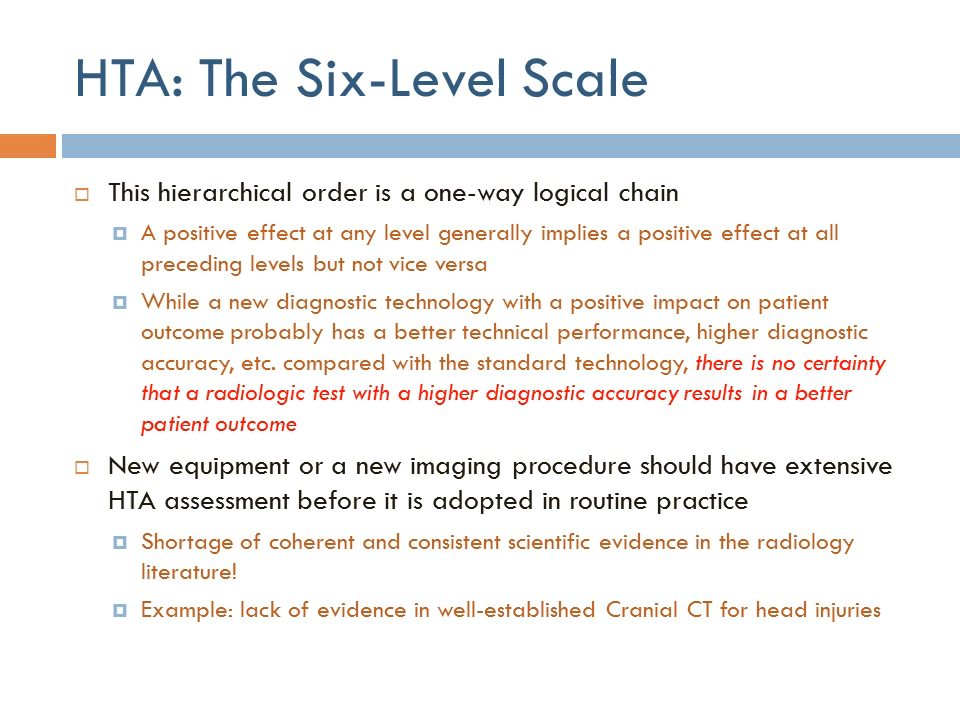 HTA: The Six-Level Scale
This hierarchical order is a one-way logical chain
A positive effect at any level generally implies a positive effect at all
preceding levels but not vice versa
While a new diagnostic technology with a positive impact on patient
outcome probably has a better technical performance, higher diagnostic
accuracy, etc. compared with the standard technology, there is no certainty
that a radiologic test with a higher diagnostic accuracy results in a better
patient outcome
New equipment or a new imaging procedure should have extensive
HTA assessment before it is adopted in routine practice
Shortage of coherent and consistent scientific evidence in the radiology
literature!
Example: lack of evidence in well-established Cranial CT for head injuries